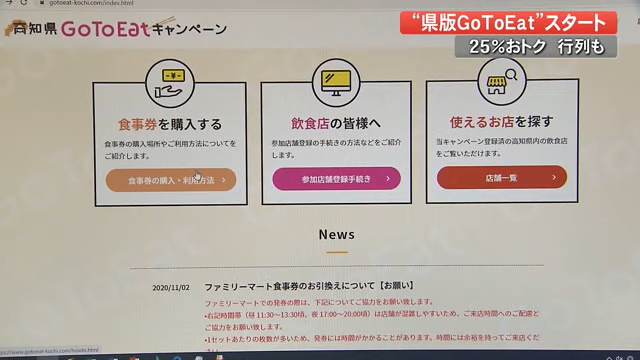 gotoeat-kochi.com/index.html
"県版GoToEat"スタート
25%おトク 行列も
高知県 GoToEatキャンペーン
食事券を購入する
飲食店の皆様へ
使えるお店を探す
食事券の購入場所やご利用方法についてを
ご紹介します。
参加店舗登録の手続きの方法などをご紹介
します。
当キャンペーン登録済の高知県内の飲食店
をご覧いただけます。
食事券の購入・利用方法
参加店舗登録手続き
店舗一覧
News
2020/11/02 ファミリーマート食事券のお引換えについて【お願い】
ファミリーマートでの発券の際は、下記についてご協力をお願い致します。
•右記時間帯（昼 11:30～13:30頃、夜 17:00～20:00頃）は店舗が混雑しやすいため、ご来店時間へのご配慮と
ご協力をお願い致します。
•1セットあたりの枚数が多いため、発券には時間がかかることがあります。時間には余裕を持ってご来店くだ
さい。
https://www.gotoeat-kochi.com/howto.html